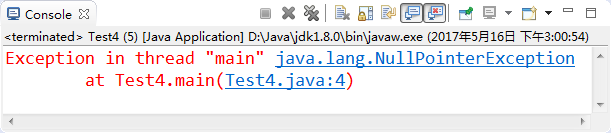 Console
<terminated> Test4 (5) [Java Application] D:\Java\jdk1.8.0\bin\javaw.exe (2017年5月16日 下午3:00:54)
Exception in thread "main" java.lang.NullPointerException
at Test4.main(Test4.java:4)